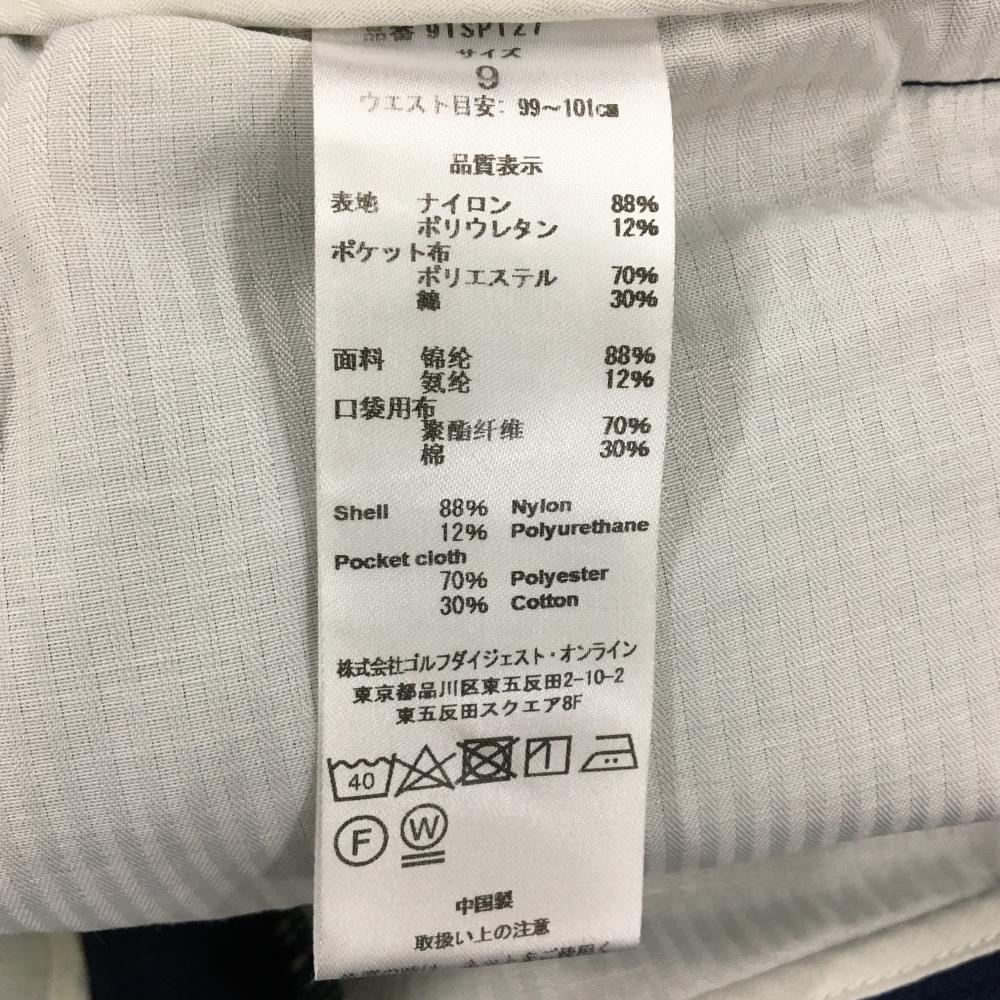 品番 91SP127
サイズ
9
ウエスト目安: 99〜101cm
品質表示
表地 ナイロン 88%
ポリウレタン 12%
ポケット布
ポリエステル 70%
綿 30%
面料 锦纶 88%
氨纶 12%
口袋用布
聚酯纤维 70%
棉 30%
Shell 88% Nylon
12% Polyurethane
Pocket cloth
70% Polyester
30% Cotton
株式会社ゴルフダイジェスト・オンライン
東京都品川区東五反田2-10-2
東五反田スクエア8F
40
F W
中国製
取扱い上の注意